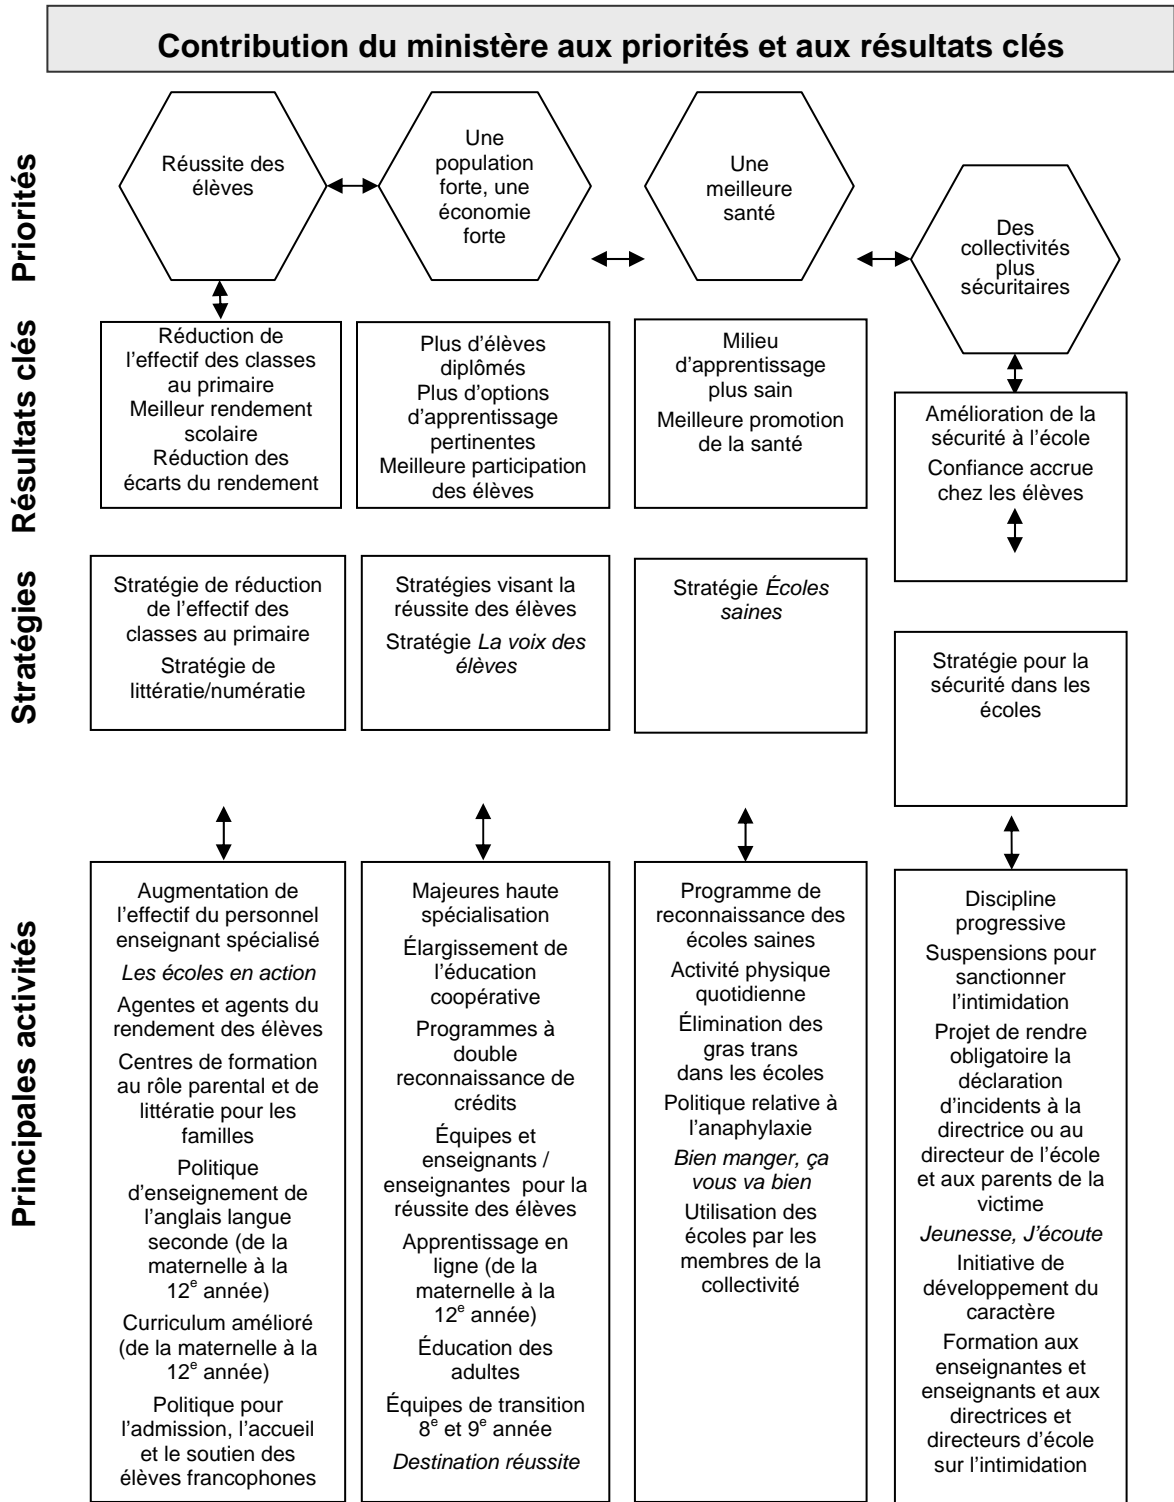 Contribution du ministère aux priorités et aux résultats clés
Priorités
Réussite des
élèves
Une
population
forte, une
économie
forte
Une
meilleure
santé
Des
collectivités
plus
sécuritaires
Résultats clés
Réduction de
l'effectif des classes
au primaire
Meilleur rendement
scolaire
Réduction des
écarts du rendement
Plus d'élèves
diplômés
Plus d'options
d'apprentissage
pertinentes
Meilleure participation
des élèves
Milieu
d'apprentissage
plus sain
Meilleure promotion
de la santé
Amélioration de la
sécurité à l'école
Confiance accrue
chez les élèves
Stratégies
Stratégie de réduction
de l'effectif des
classes au primaire
Stratégie de
littératie/numératie
Stratégies visant la
réussite des élèves
Stratégie La voix des
élèves
Stratégie Écoles
saines
Stratégie pour la
sécurité dans les
écoles
Principales activités
Augmentation de
l'effectif du personnel
enseignant spécialisé
Les écoles en action
Agentes et agents du
rendement des élèves
Centres de formation
au rôle parental et de
littératie pour les
familles
Politique
d'enseignement de
l'anglais langue
seconde (de la
maternelle à la
12e année)
Curriculum amélioré
(de la maternelle à la
12e année)
Politique pour
l'admission, l'accueil
et le soutien des
élèves francophones
Majeures haute
spécialisation
Élargissement de
l'éducation
coopérative
Programmes à
double
reconnaissance de
crédits
Équipes et
enseignants /
enseignantes pour la
réussite des élèves
Apprentissage en
ligne (de la
maternelle à la
12e année)
Éducation des
adultes
Équipes de transition
8e et 9e année
Destination réussite
Programme de
reconnaissance des
écoles saines
Activité physique
quotidienne
Élimination des
gras trans
dans les écoles
Politique relative à
l'anaphylaxie
Bien manger, ça
vous va bien
Utilisation des
écoles par les
membres de la
collectivité
Discipline
progressive
Suspensions pour
sanctionner
l'intimidation
Projet de rendre
obligatoire la
déclaration
d'incidents à la
directrice ou au
directeur de l'école
et aux parents de la
victime
Jeunesse, J'écoute
Initiative de
développement du
caractère
Formation aux
enseignantes et
enseignants et aux
directrices et
directeurs d'école
sur l'intimidation